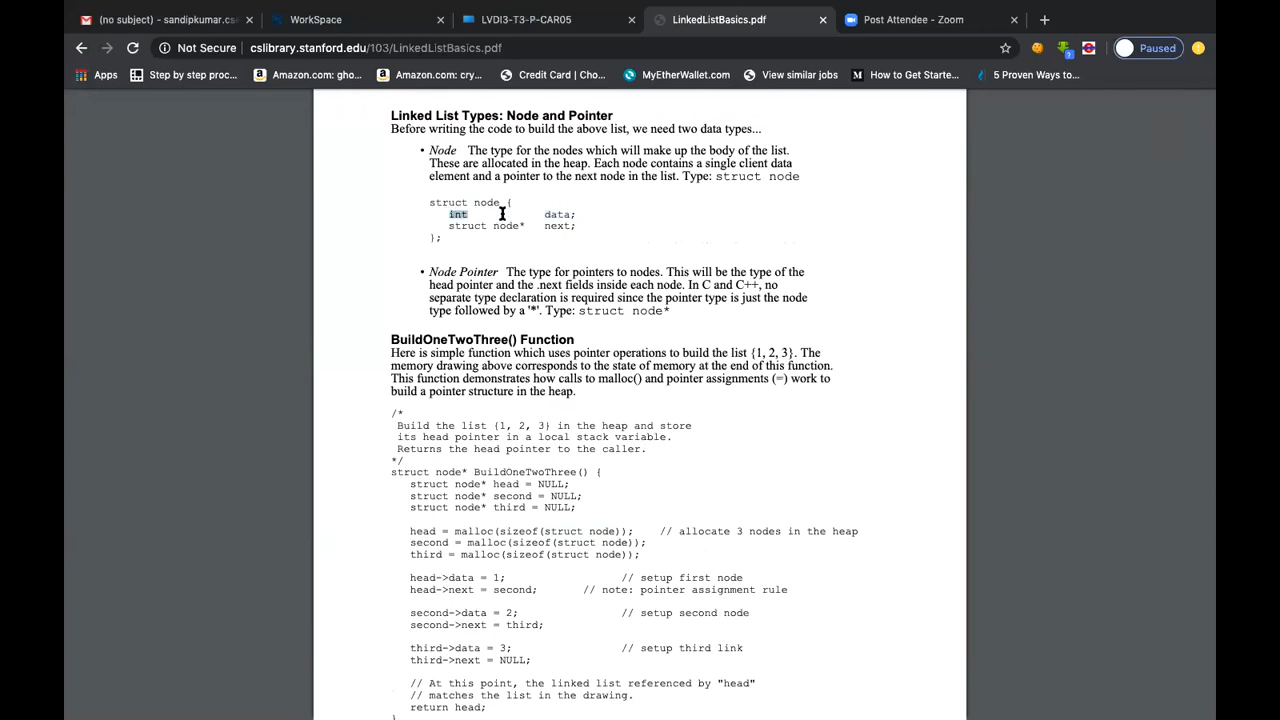 (no subject) - sandipkumar.cs
WorkSpace
LVDI3-T3-P-CAR05
LinkedListBasics.pdf
Post Attendee - Zoom
Not Secure cslibrary.stanford.edu/103/LinkedListBasics.pdf
Paused
Apps
Step by step proc...
Amazon.com: gho...
Amazon.com: cry...
Credit Card | Cho...
MyEtherWallet.com
View similar jobs
How to Get Starte...
5 Proven Ways to...
Linked List Types: Node and Pointer
Before writing the code to build the above list, we need two data types...
• Node The type for the nodes which will make up the body of the list.
These are allocated in the heap. Each node contains a single client data
element and a pointer to the next node in the list. Type: struct node
struct node {
int data;
struct node* next;
};
• Node Pointer The type for pointers to nodes. This will be the type of the
head pointer and the .next fields inside each node. In C and C++, no
separate type declaration is required since the pointer type is just the node
type followed by a '*'. Type: struct node*
BuildOneTwoThree() Function
Here is simple function which uses pointer operations to build the list {1, 2, 3}. The
memory drawing above corresponds to the state of memory at the end of this function.
This function demonstrates how calls to malloc() and pointer assignments (=) work to
build a pointer structure in the heap.
/*
Build the list {1, 2, 3} in the heap and store
its head pointer in a local stack variable.
Returns the head pointer to the caller.
*/
struct node* BuildOneTwoThree() {
struct node* head = NULL;
struct node* second = NULL;
struct node* third = NULL;
head = malloc(sizeof(struct node)); // allocate 3 nodes in the heap
second = malloc(sizeof(struct node));
third = malloc(sizeof(struct node));
head->data = 1; // setup first node
head->next = second; // note: pointer assignment rule
second->data = 2; // setup second node
second->next = third;
third->data = 3; // setup third link
third->next = NULL;
// At this point, the linked list referenced by "head"
// matches the list in the drawing.
return head;
}